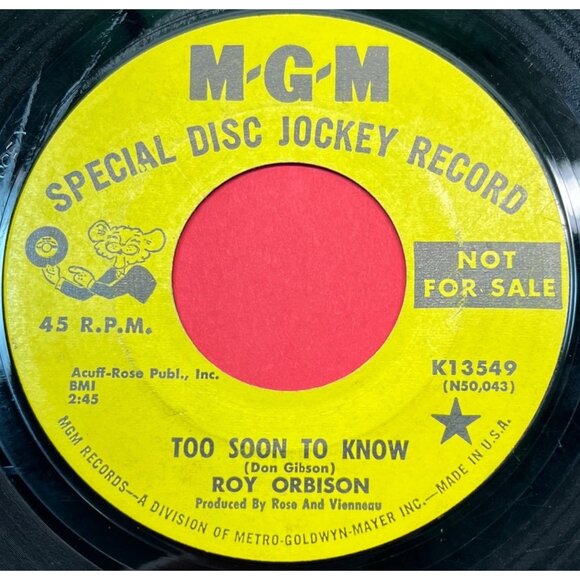 M-G-M
SPECIAL DISC JOCKEY RECORD
NOT
FOR SALE
45 R.P.M.
K13549
(N50,043)
Acuff-Rose Publ., Inc.
BMI
2:45
TOO SOON TO KNOW
(Don Gibson)
ROY ORBISON
Produced By Rose And Vienneau
MGM RECORDS—A DIVISION OF METRO-GOLDWYN-MAYER INC.—MADE IN U.S.A.